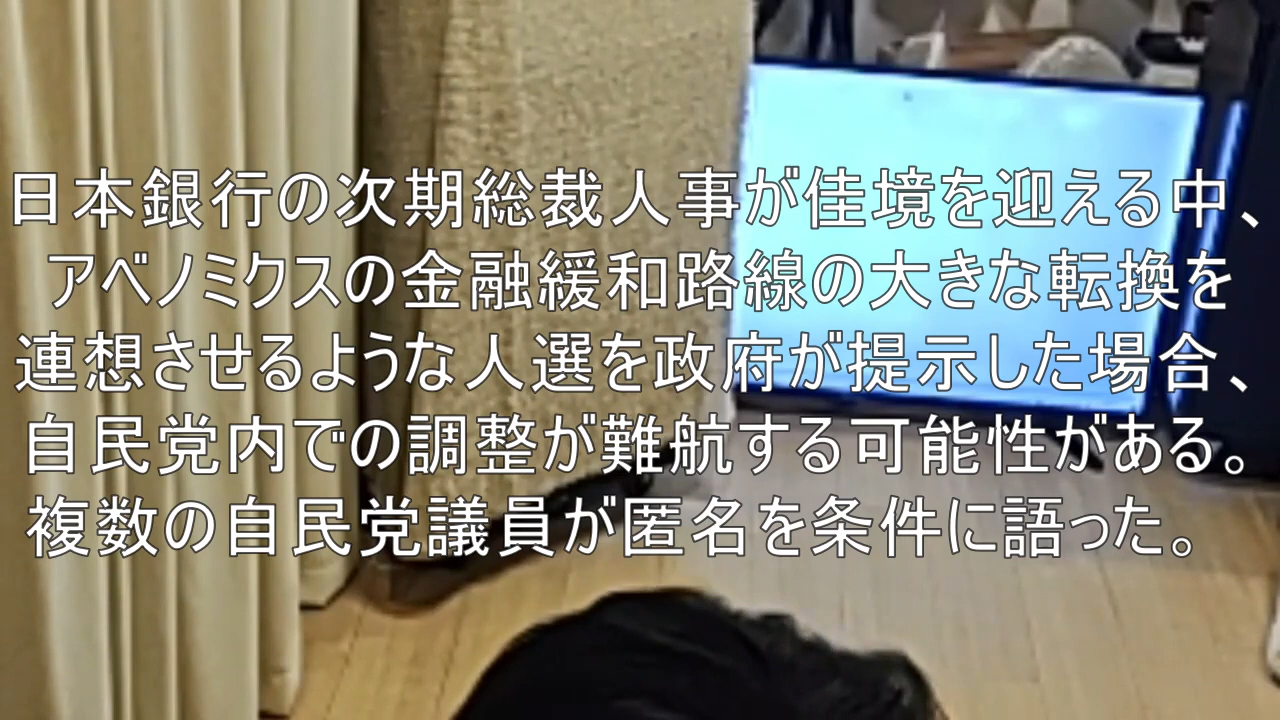 日本銀行の次期総裁人事が佳境を迎える中、
アベノミクスの金融緩和路線の大きな転換を
連想させるような人選を政府が提示した場合、
自民党内での調整が難航する可能性がある。
複数の自民党議員が匿名を条件に語った。